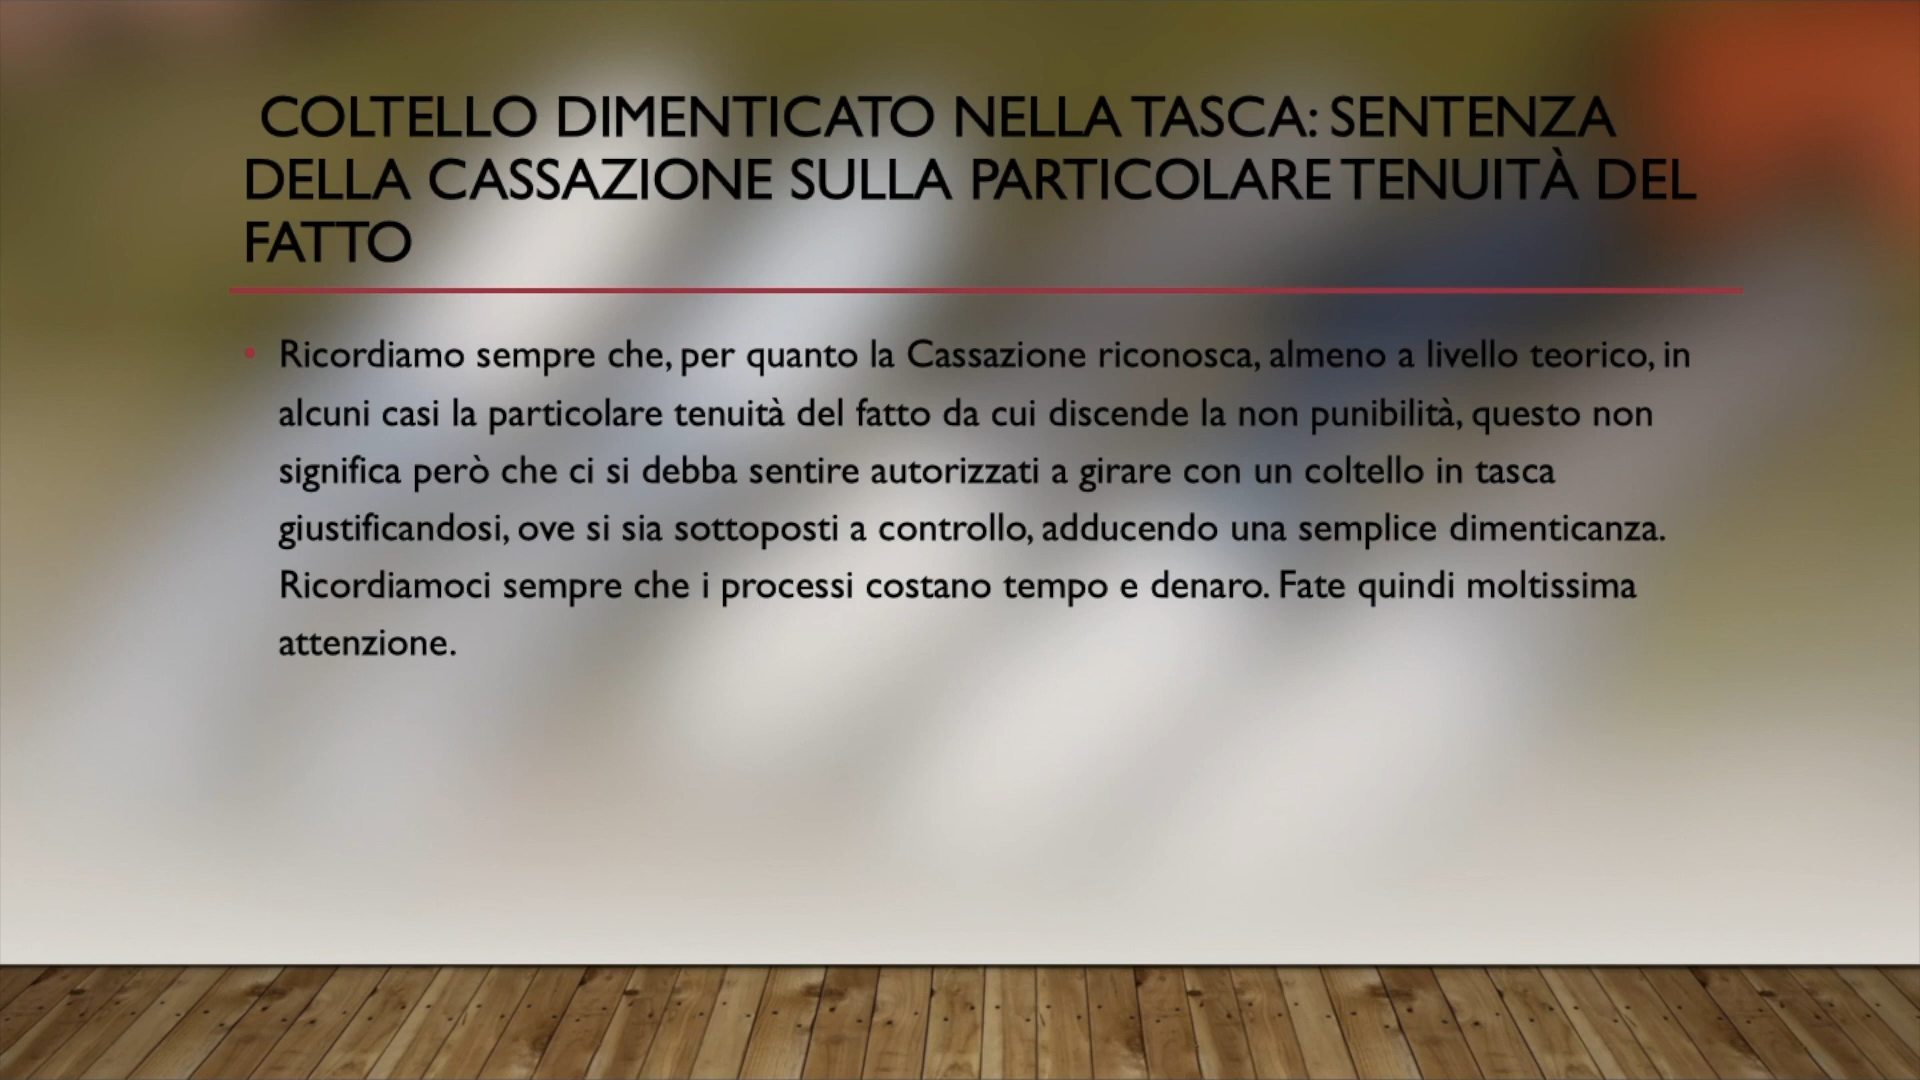 COLTELLO DIMENTICATO NELLA TASCA: SENTENZA
DELLA CASSAZIONE SULLA PARTICOLARE TENUITÀ DEL
FATTO
• Ricordiamo sempre che, per quanto la Cassazione riconosca, almeno a livello teorico, in
alcuni casi la particolare tenuità del fatto da cui discende la non punibilità, questo non
significa però che ci si debba sentire autorizzati a girare con un coltello in tasca
giustificandosi, ove si sia sottoposti a controllo, adducendo una semplice dimenticanza.
Ricordiamoci sempre che i processi costano tempo e denaro. Fate quindi moltissima
attenzione.